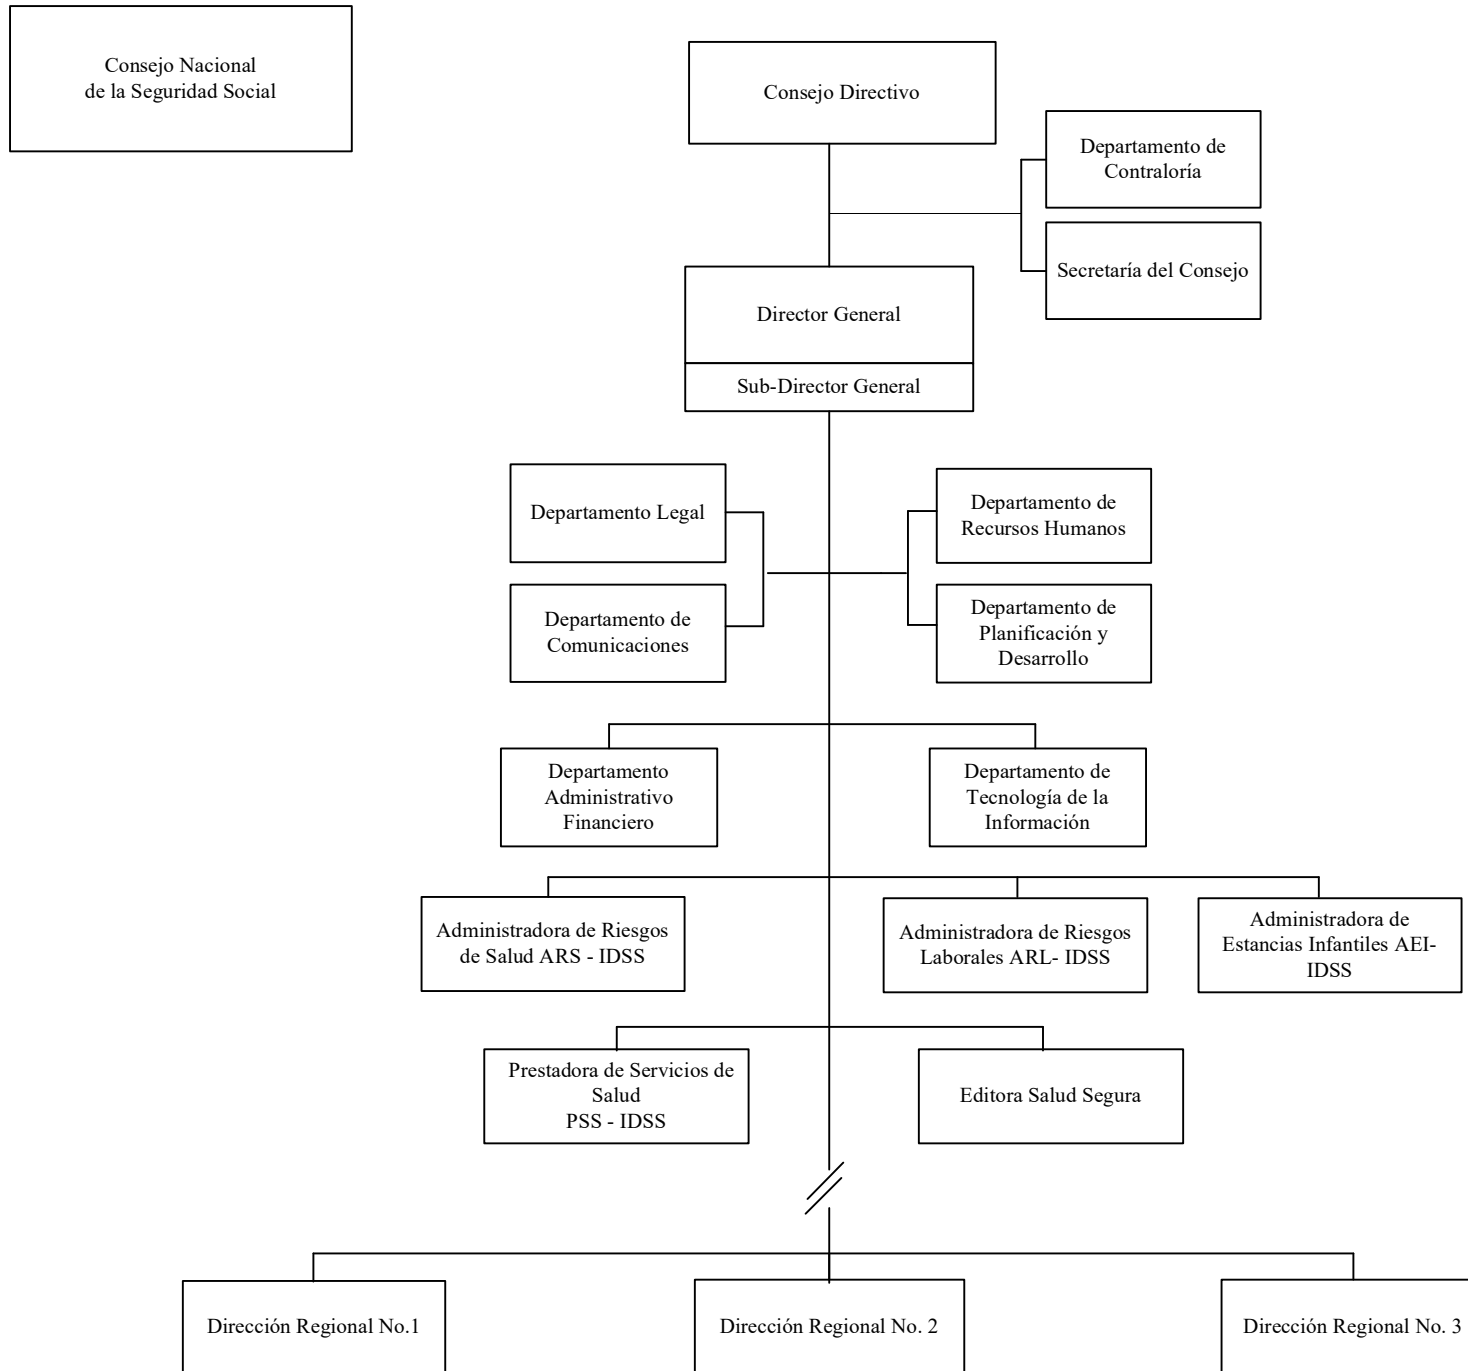 Consejo Nacional
de la Seguridad Social
Consejo Directivo
Departamento de
Contraloría
Secretaría del Consejo
Director General
Sub-Director General
Departamento Legal
Departamento de
Recursos Humanos
Departamento de
Comunicaciones
Departamento de
Planificación y
Desarrollo
Departamento
Administrativo
Financiero
Departamento de
Tecnología de la
Información
Administradora de Riesgos
de Salud ARS - IDSS
Administradora de Riesgos
Laborales ARL- IDSS
Administradora de
Estancias Infantiles AEI-
IDSS
Prestadora de Servicios de
Salud
PSS - IDSS
Editora Salud Segura
Dirección Regional No.1
Dirección Regional No. 2
Dirección Regional No. 3